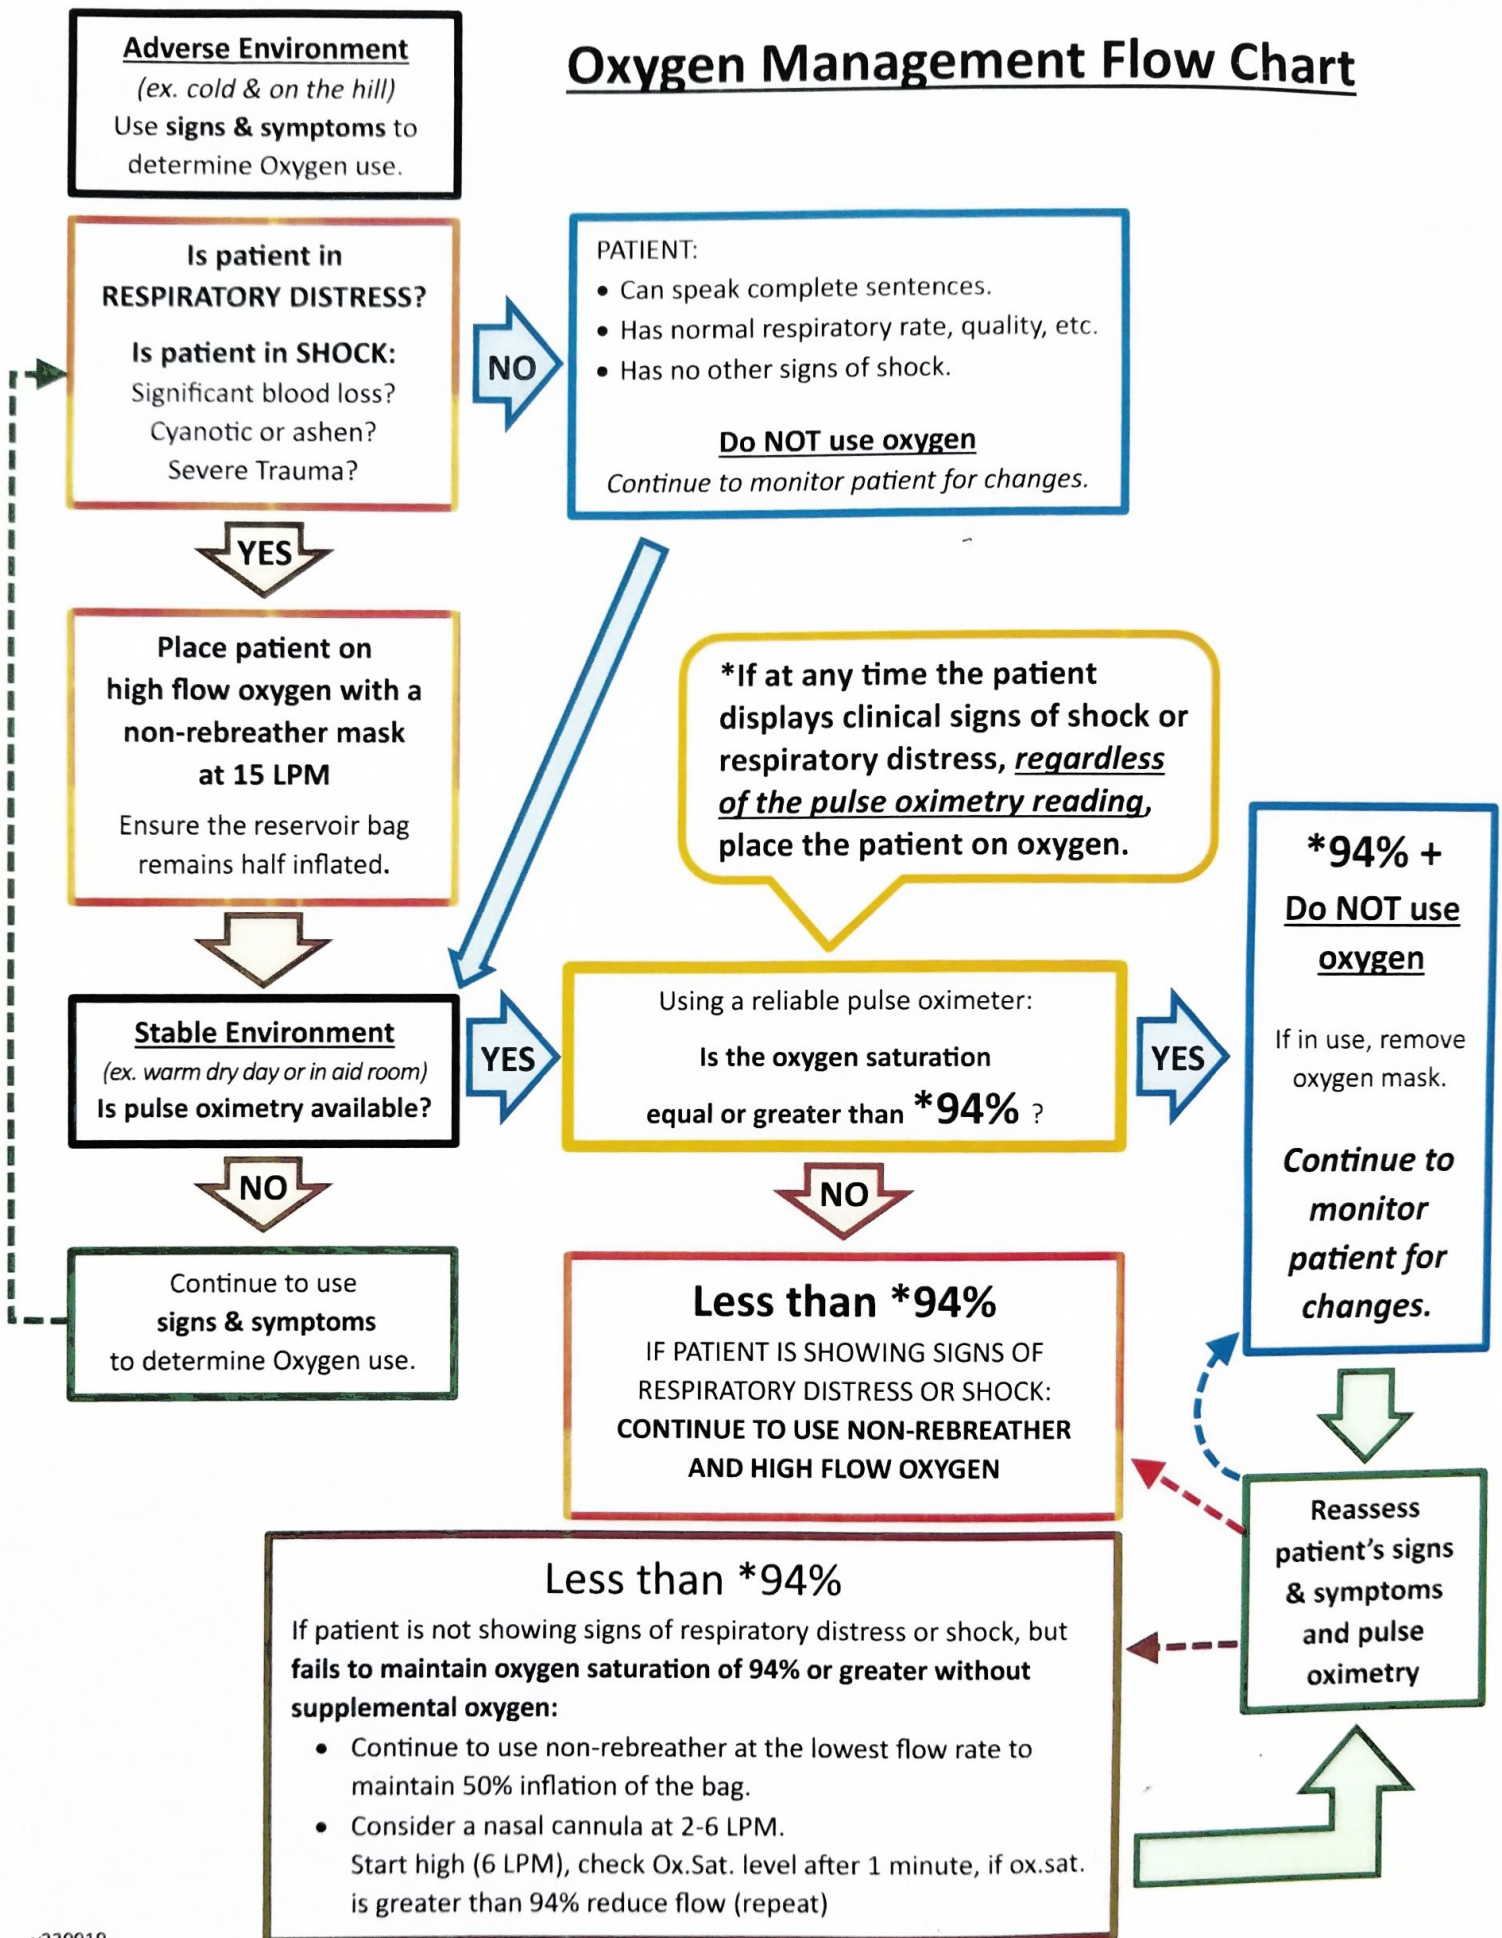 Oxygen Management Flow Chart
Adverse Environment
(ex. cold & on the hill)
Use signs & symptoms to
determine Oxygen use.
Is patient in
RESPIRATORY DISTRESS?
Is patient in SHOCK:
Significant blood loss?
Cyanotic or ashen?
Severe Trauma?
NO
PATIENT:
• Can speak complete sentences.
• Has normal respiratory rate, quality, etc.
• Has no other signs of shock.
Do NOT use oxygen
Continue to monitor patient for changes.
YES
Place patient on
high flow oxygen with a
non-rebreather mask
at 15 LPM
Ensure the reservoir bag
remains half inflated.
*If at any time the patient
displays clinical signs of shock or
respiratory distress, regardless
of the pulse oximetry reading,
place the patient on oxygen.
Stable Environment
(ex. warm dry day or in aid room)
Is pulse oximetry available?
YES
Using a reliable pulse oximeter:
Is the oxygen saturation
equal or greater than *94% ?
YES
*94% +
Do NOT use
oxygen
If in use, remove
oxygen mask.
Continue to
monitor
patient for
changes.
NO
Continue to use
signs & symptoms
to determine Oxygen use.
NO
Less than *94%
IF PATIENT IS SHOWING SIGNS OF
RESPIRATORY DISTRESS OR SHOCK:
CONTINUE TO USE NON-REBREATHER
AND HIGH FLOW OXYGEN
Reassess
patient's signs
& symptoms
and pulse
oximetry
Less than *94%
If patient is not showing signs of respiratory distress or shock, but
fails to maintain oxygen saturation of 94% or greater without
supplemental oxygen:
• Continue to use non-rebreather at the lowest flow rate to
maintain 50% inflation of the bag.
• Consider a nasal cannula at 2-6 LPM.
Start high (6 LPM), check Ox.Sat. level after 1 minute, if ox.sat.
is greater than 94% reduce flow (repeat)